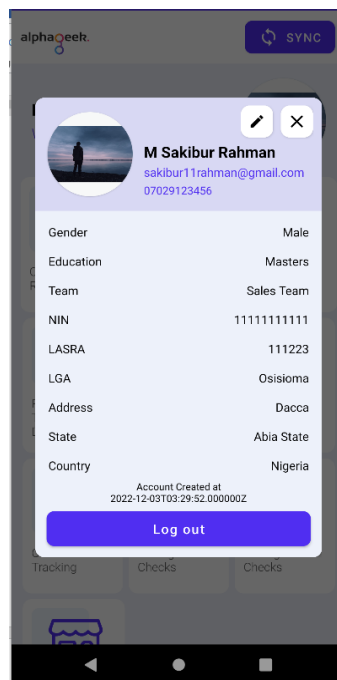 alphageek.
SYNC
M Sakibur Rahman
sakibur11rahman@gmail.com
07029123456
Gender Male
Education Masters
Team Sales Team
NIN 11111111111
LASRA 111223
LGA Osisioma
Address Dacca
State Abia State
Country Nigeria
Account Created at
2022-12-03T03:29:52.000000Z
Log out
Tracking
Checks
Checks